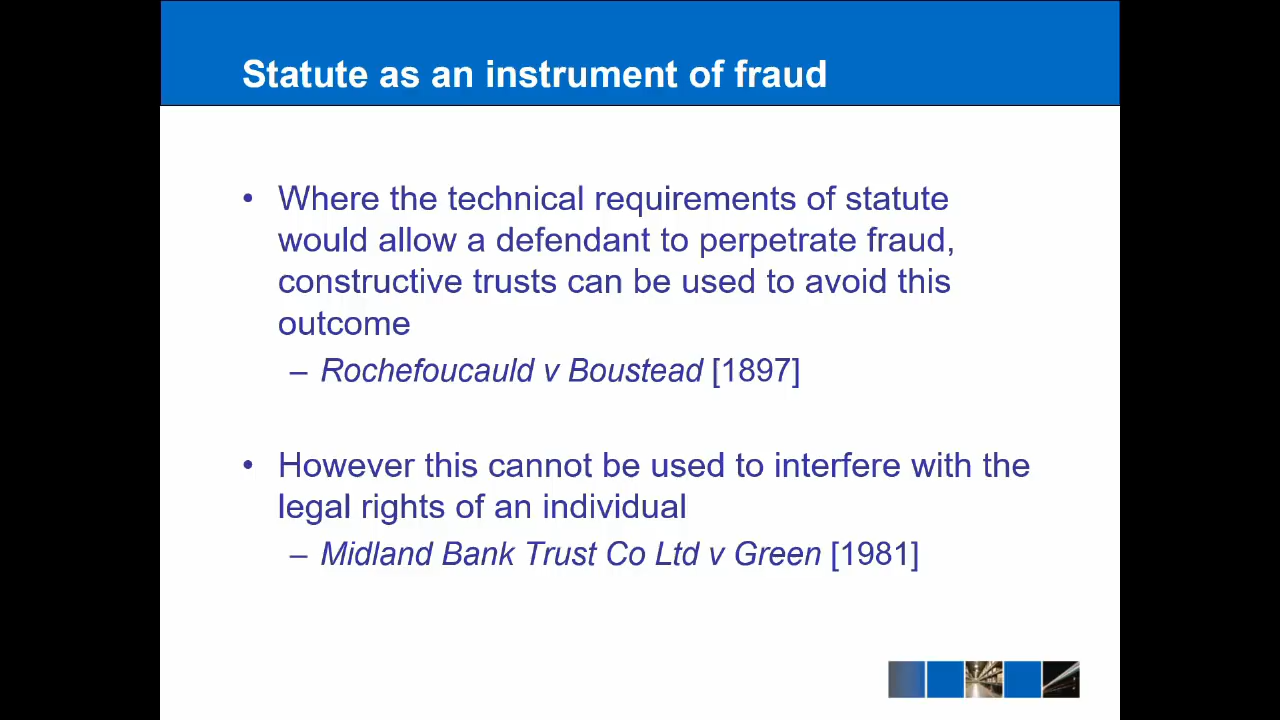 Statute as an instrument of fraud
• Where the technical requirements of statute
would allow a defendant to perpetrate fraud,
constructive trusts can be used to avoid this
outcome
– Rochefoucauld v Boustead [1897]
• However this cannot be used to interfere with the
legal rights of an individual
– Midland Bank Trust Co Ltd v Green [1981]